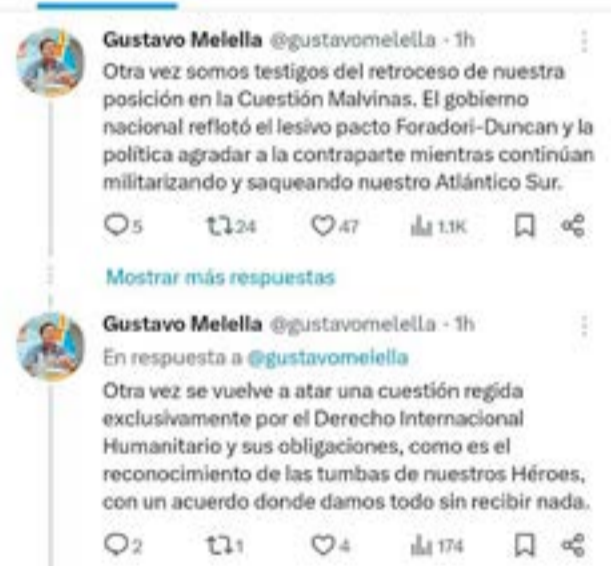 Gustavo Melella @gustavomelella · 1h
Otra vez somos testigos del retroceso de nuestra
posición en la Cuestión Malvinas. El gobierno
nacional reflotó el lesivo pacto Foradori-Duncan y la
política agradar a la contraparte mientras continúan
militarizando y saqueando nuestro Atlántico Sur.
5 24 47 1.1K
Mostrar más respuestas
Gustavo Melella @gustavomelella · 1h
En respuesta a @gustavomelella
Otra vez se vuelve a atar una cuestión regida
exclusivamente por el Derecho Internacional
Humanitario y sus obligaciones, como es el
reconocimiento de las tumbas de nuestros Héroes,
con un acuerdo donde damos todo sin recibir nada.
2 1 4 174